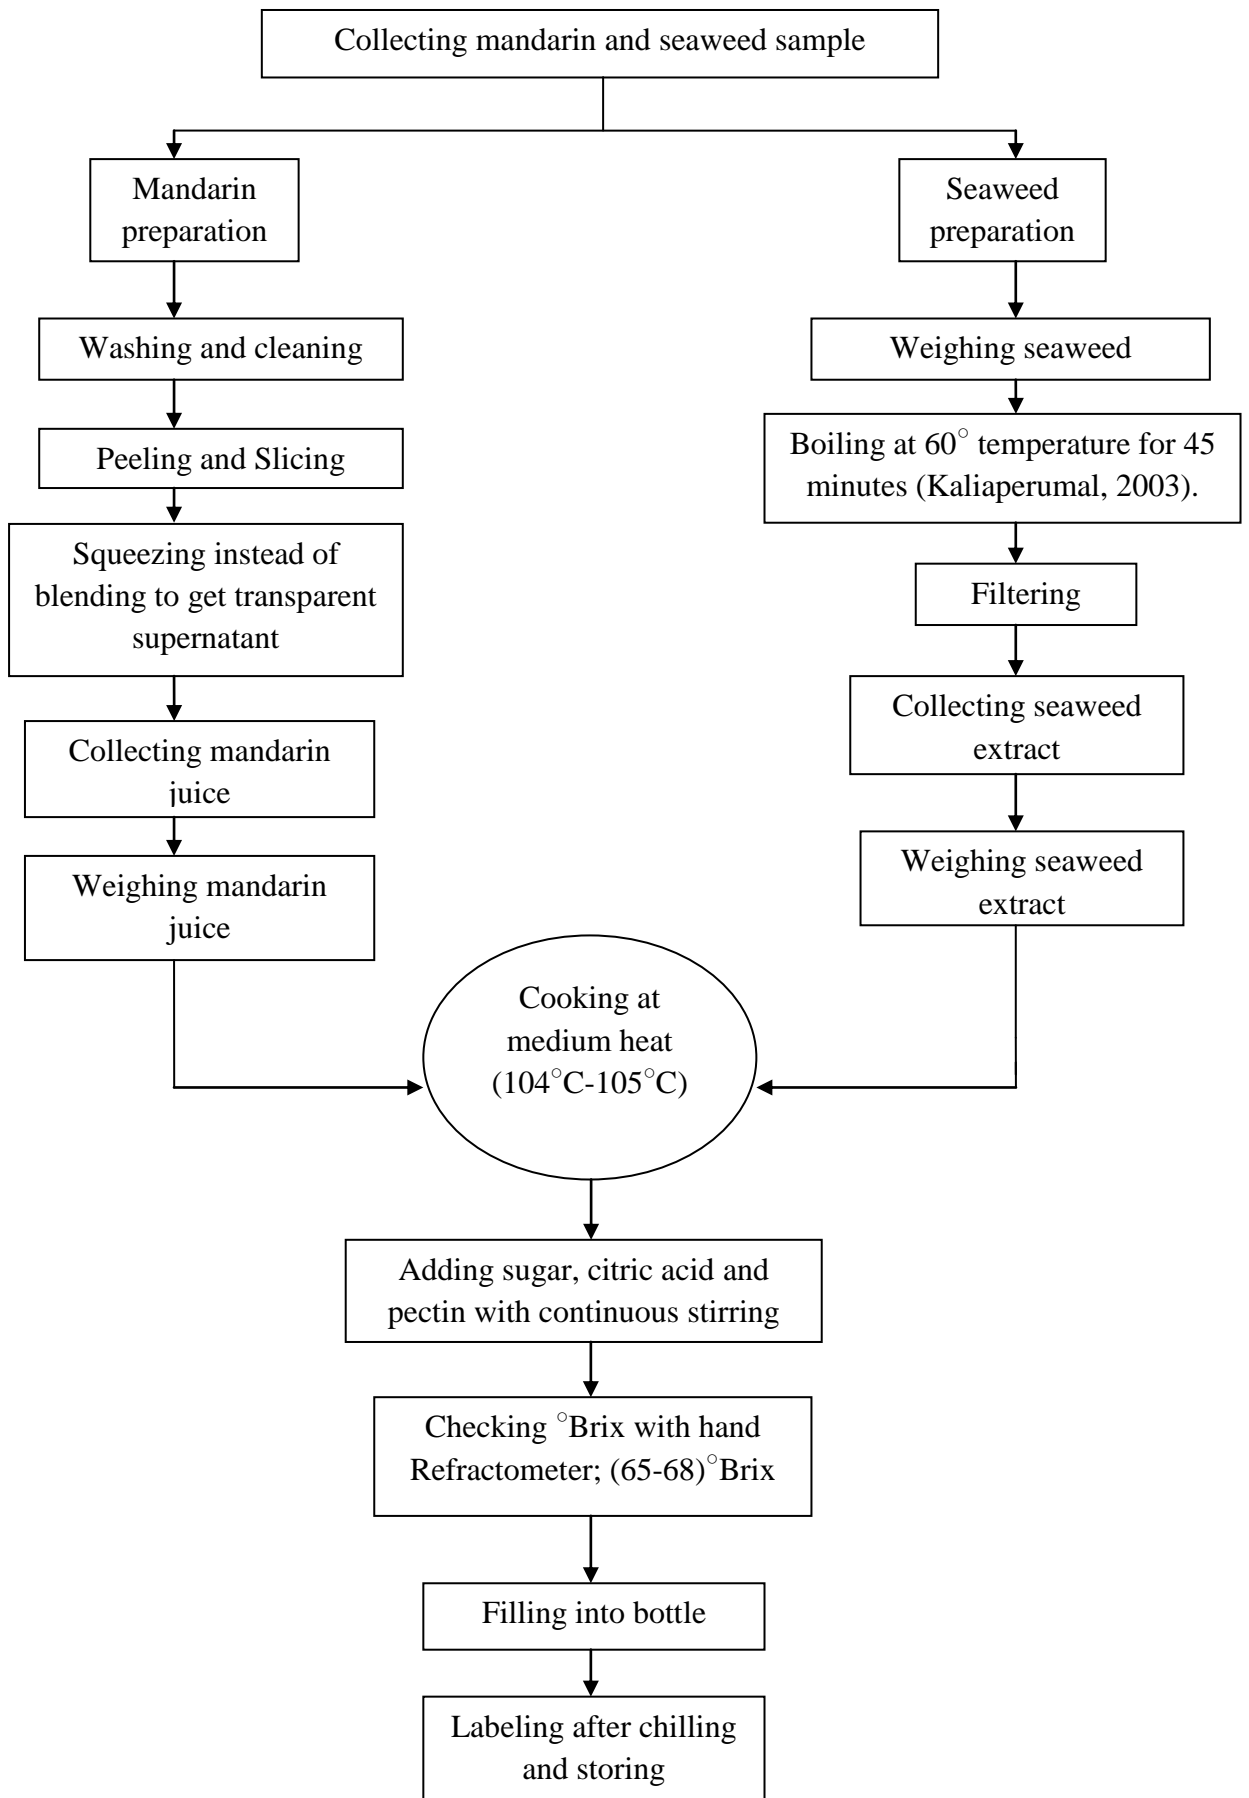 Collecting mandarin and seaweed sample
Mandarin
preparation
Washing and cleaning
Peeling and Slicing
Squeezing instead of
blending to get transparent
supernatant
Collecting mandarin
juice
Weighing mandarin
juice
Seaweed
preparation
Weighing seaweed
Boiling at 60° temperature for 45
minutes (Kaliaperumal, 2003).
Filtering
Collecting seaweed
extract
Weighing seaweed
extract
Cooking at
medium heat
(104°C-105°C)
Adding sugar, citric acid and
pectin with continuous stirring
Checking °Brix with hand
Refractometer; (65-68)°Brix
Filling into bottle
Labeling after chilling
and storing